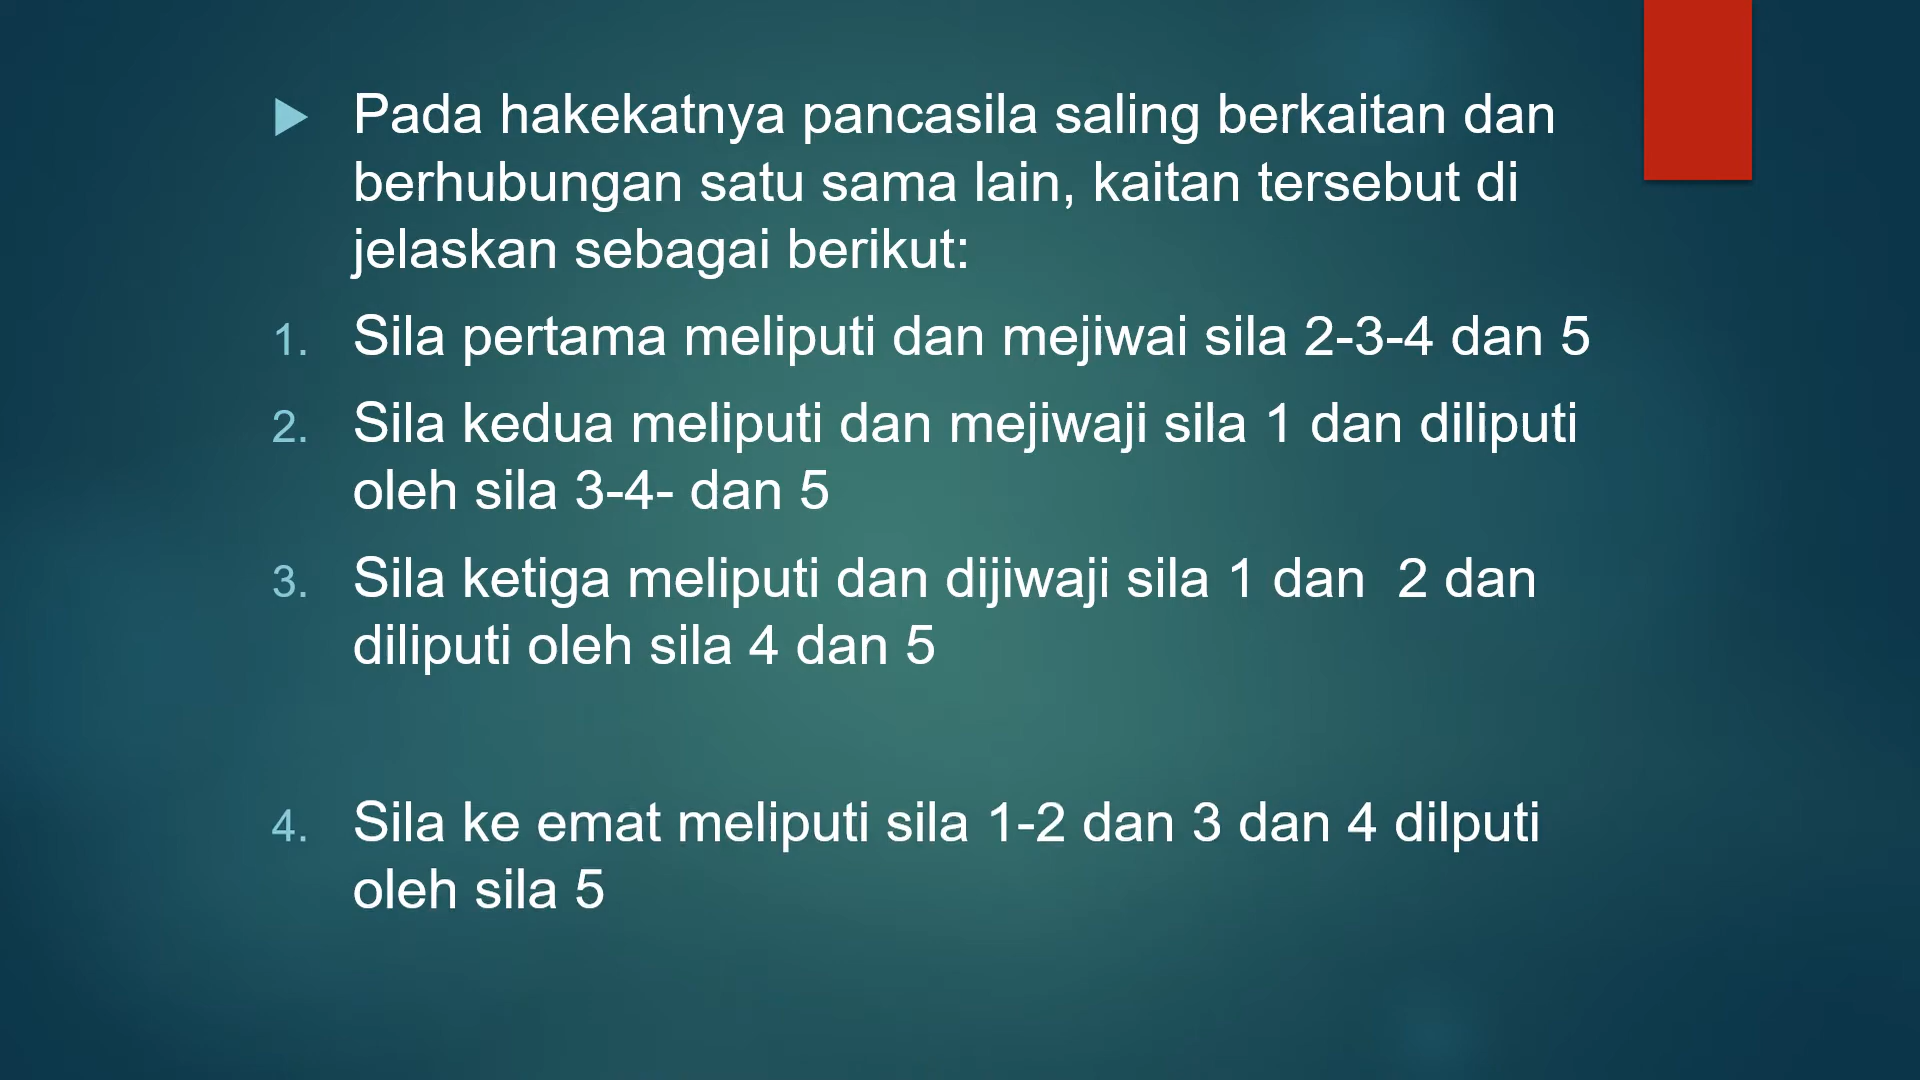 Pada hakekatnya pancasila saling berkaitan dan
berhubungan satu sama lain, kaitan tersebut di
jelaskan sebagai berikut:
1. Sila pertama meliputi dan mejiwai sila 2-3-4 dan 5
2. Sila kedua meliputi dan mejiwaji sila 1 dan diliputi
oleh sila 3-4- dan 5
3. Sila ketiga meliputi dan dijiwaji sila 1 dan  2 dan
diliputi oleh sila 4 dan 5
4. Sila ke emat meliputi sila 1-2 dan 3 dan 4 dilputi
oleh sila 5